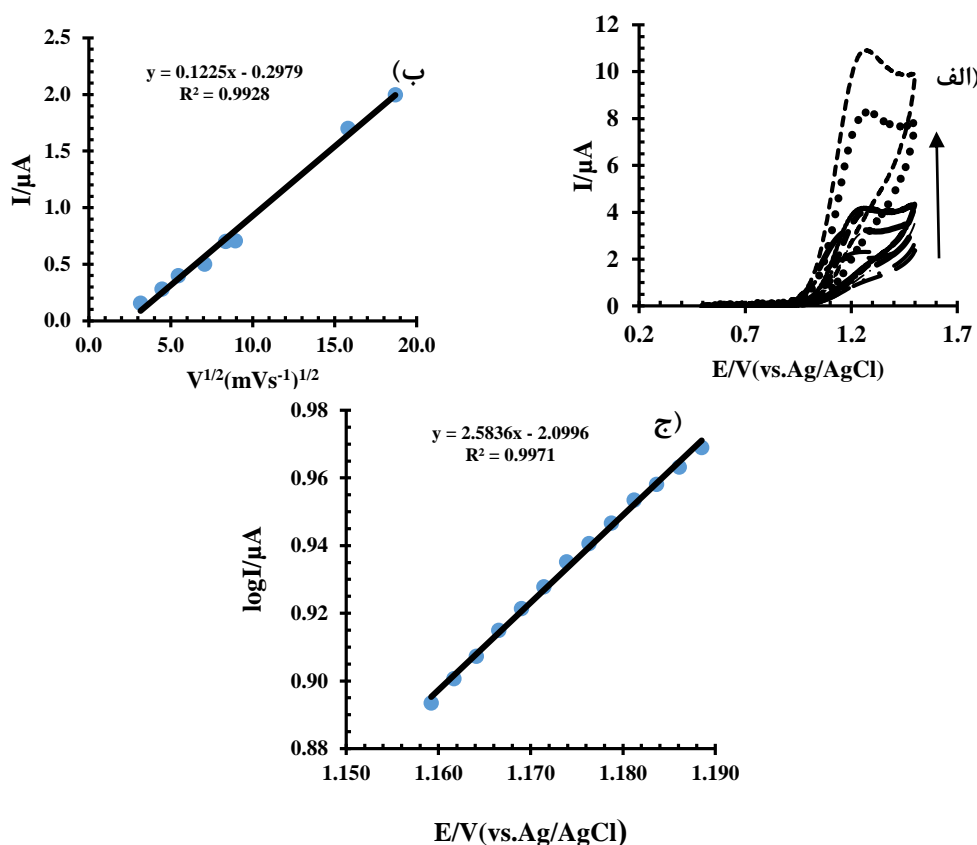 ب)
y = 0.1225x - 0.2979
R² = 0.9928
I/µA
2.5
2.0
1.5
1.0
0.5
0.0
0.0 5.0 10.0 15.0 20.0
V¹/²(mVs⁻¹)¹/²
الف)
I/µA
12
10
8
6
4
2
0
0.2 0.7 1.2 1.7
E/V(vs.Ag/AgCl)
ج)
y = 2.5836x - 2.0996
R² = 0.9971
logI/µA
0.98
0.96
0.94
0.92
0.90
0.88
1.150 1.160 1.170 1.180 1.190
E/V(vs.Ag/AgCl)